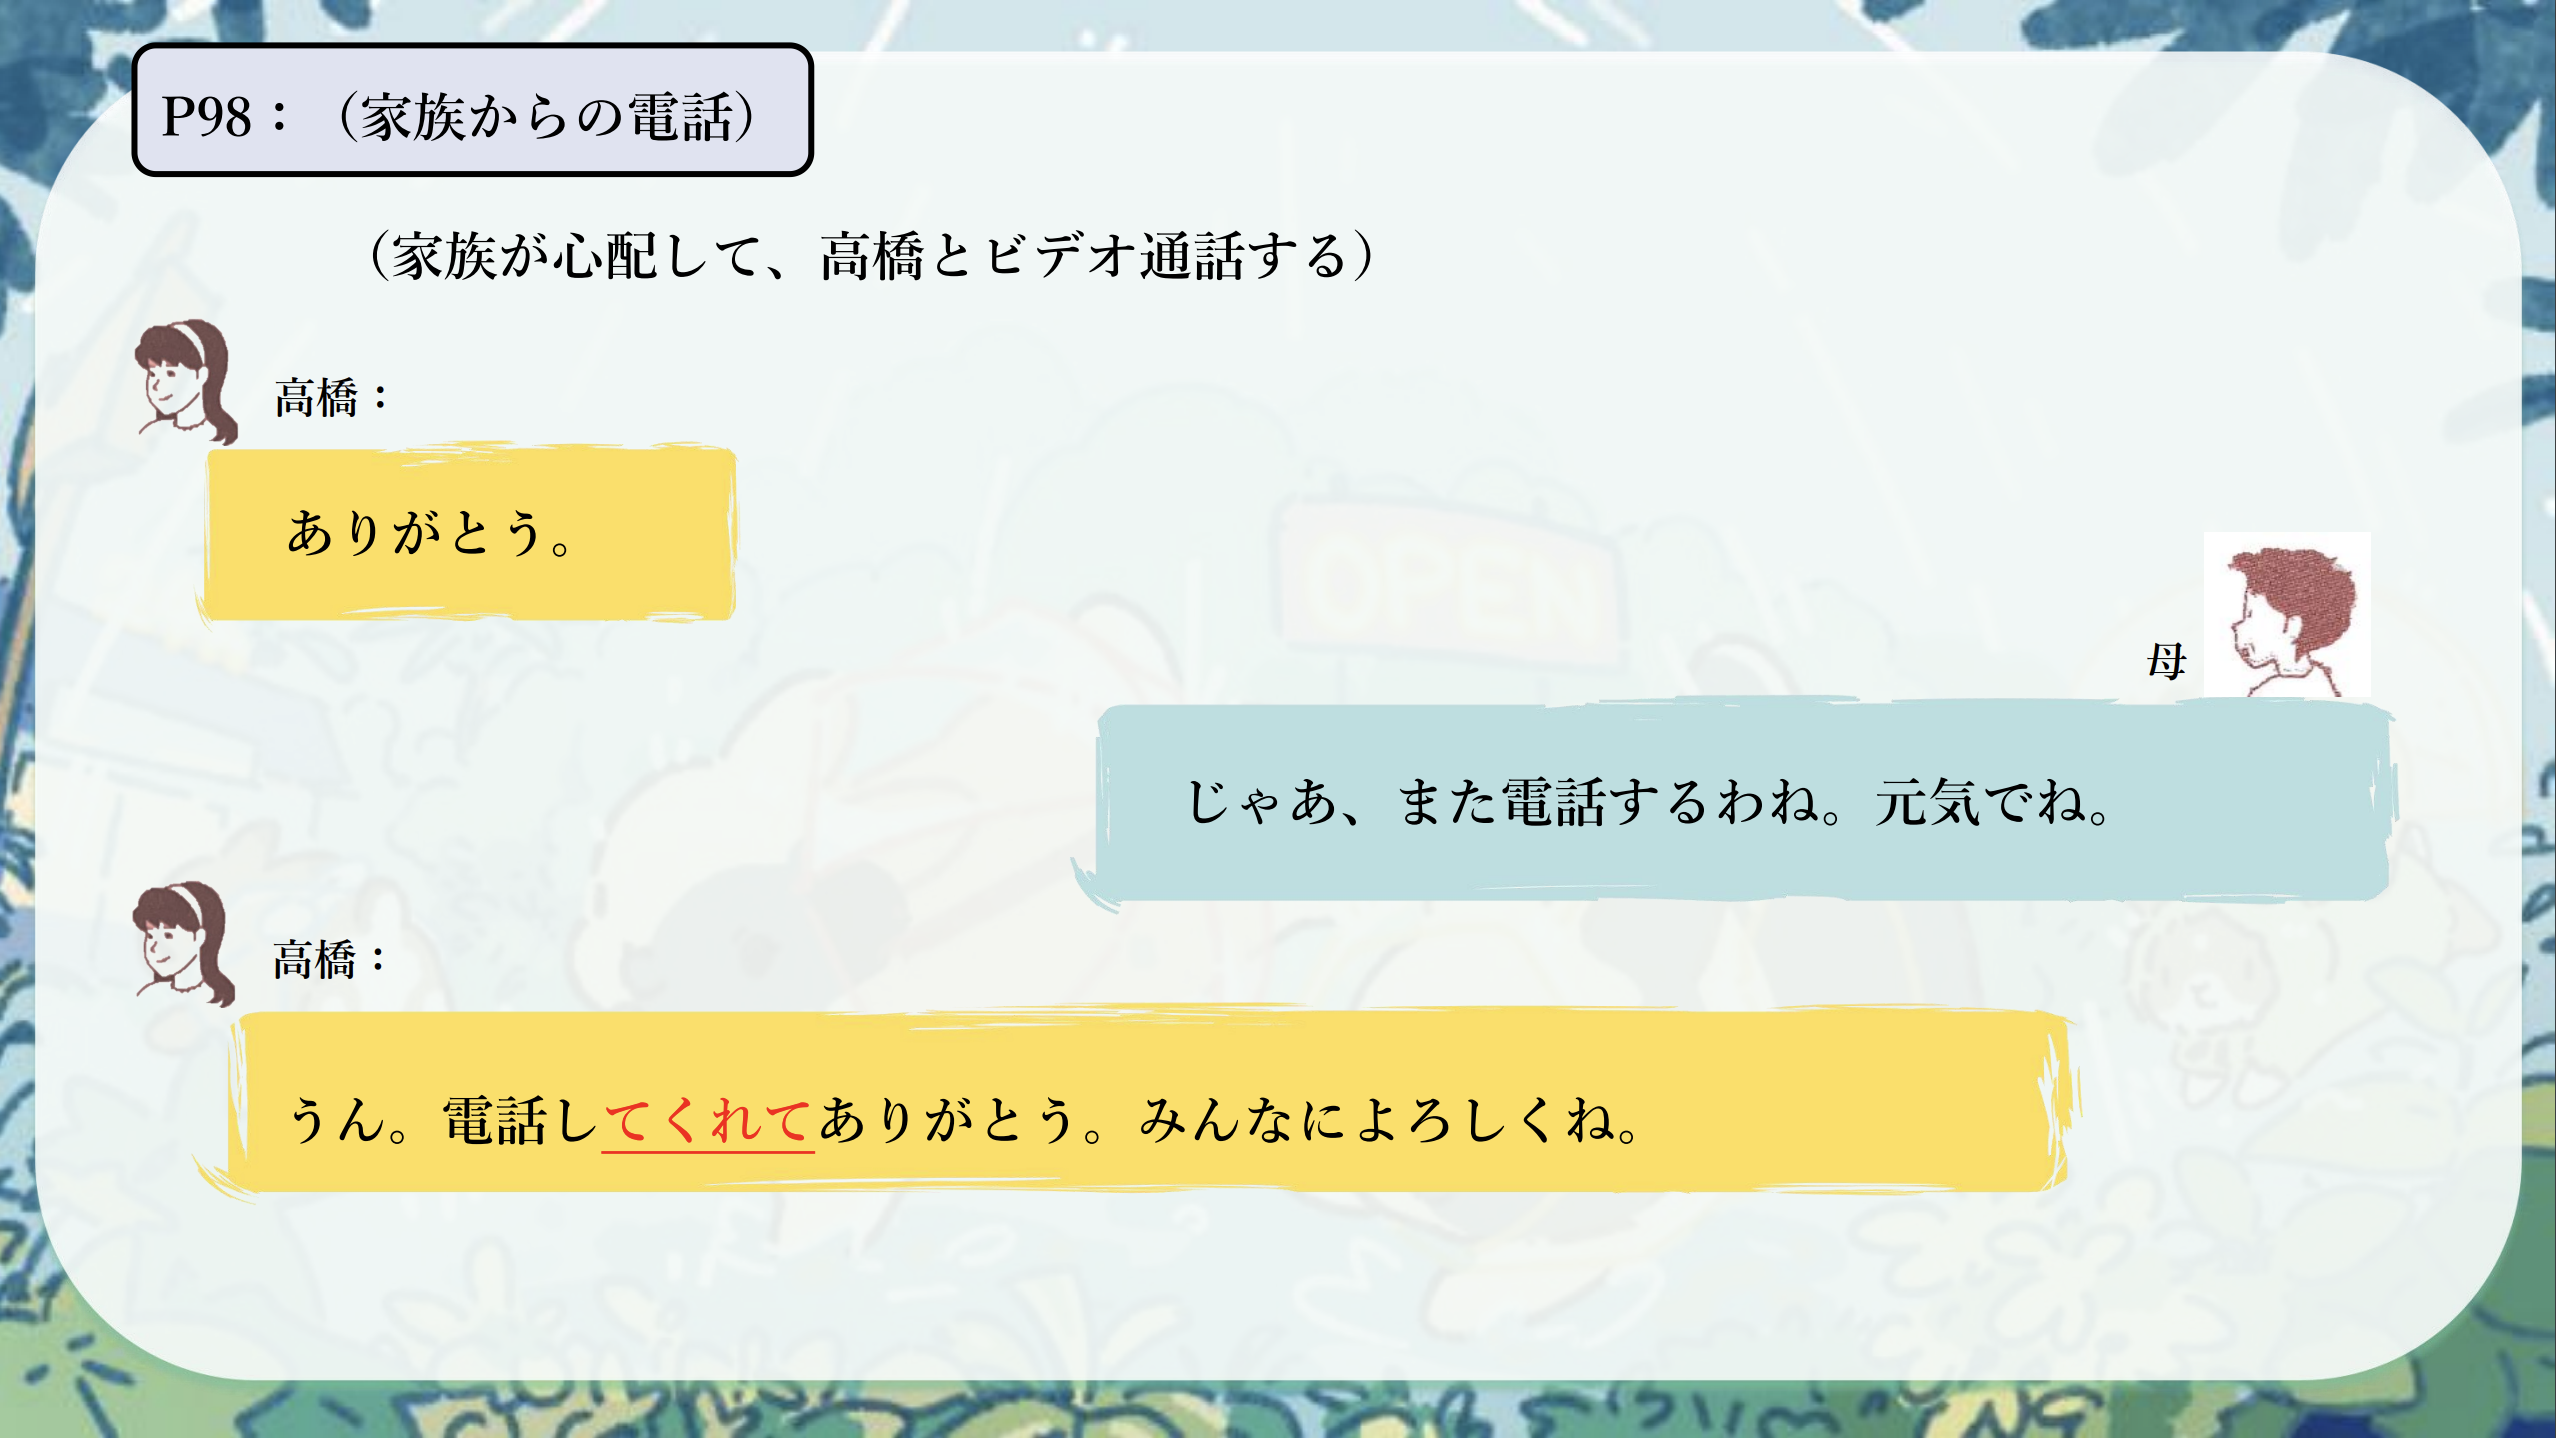 P98：（家族からの電話）
（家族が心配して、高橋とビデオ通話する）
高橋：
ありがとう。
母
じゃあ、また電話するわね。元気でね。
高橋：
うん。電話してくれてありがとう。みんなによろしくね。
OPEN